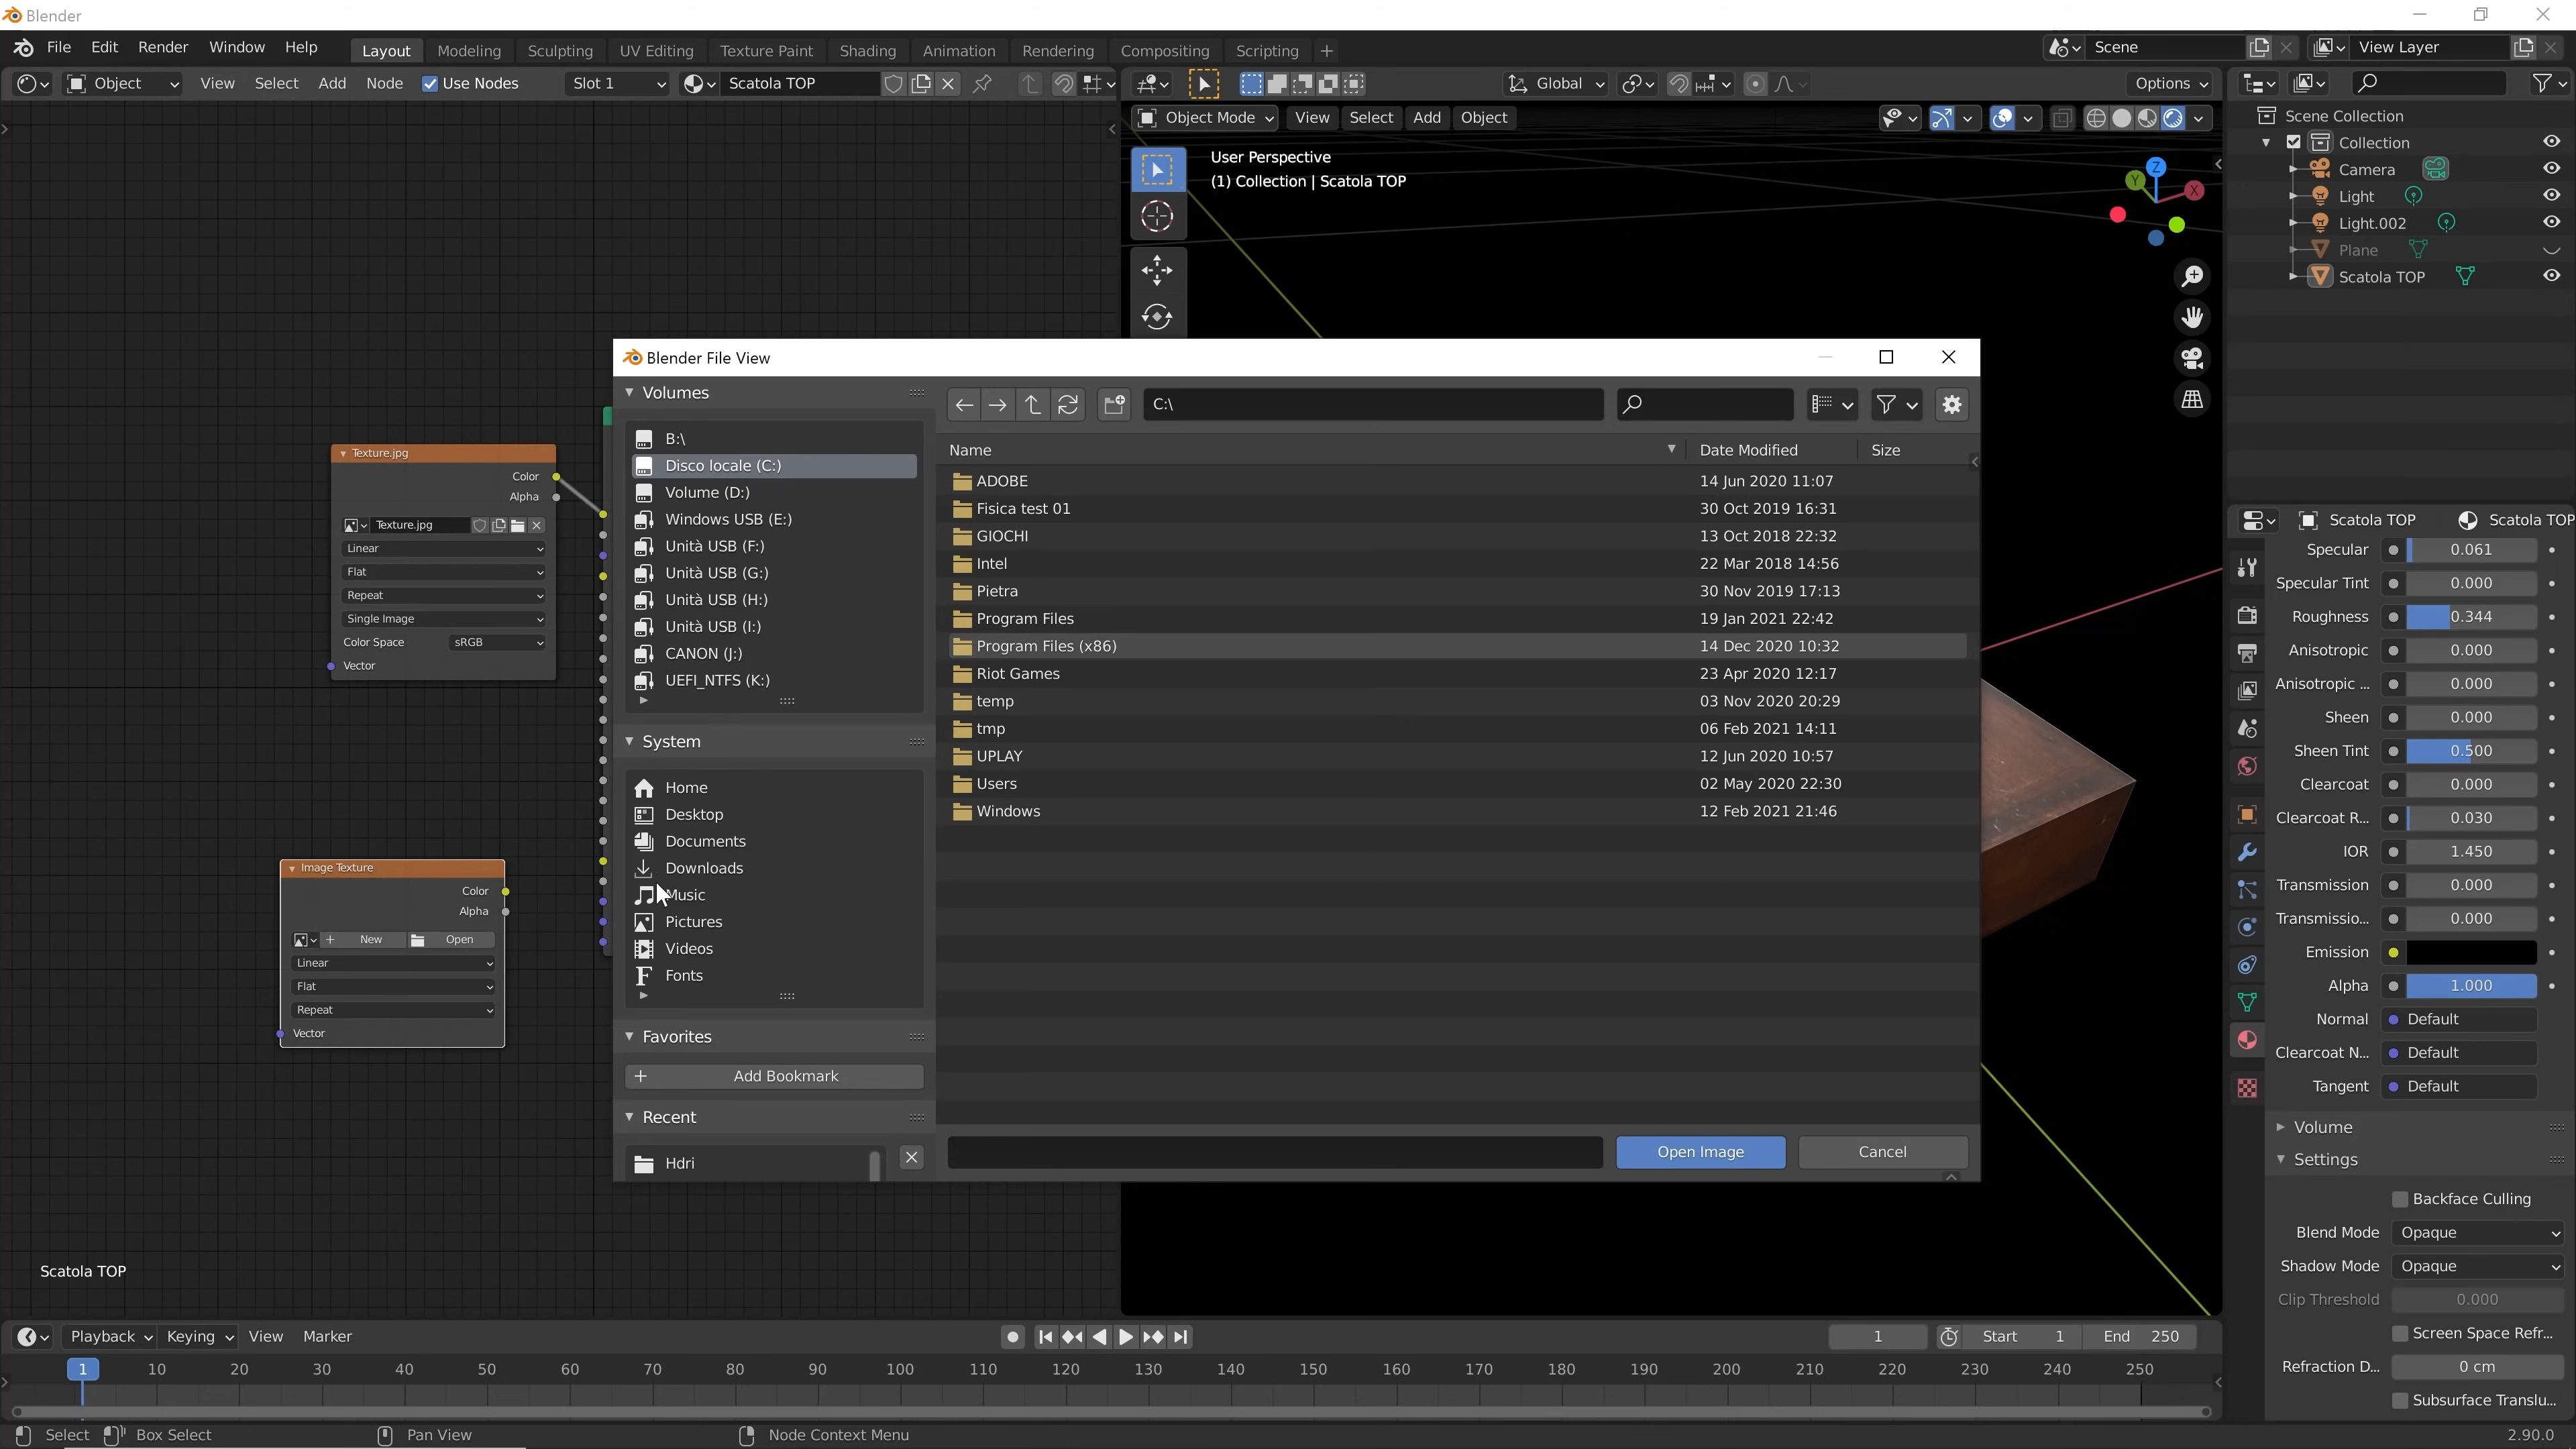 Blender
File Edit Render Window Help Layout Modeling Sculpting UV Editing Texture Paint Shading Animation Rendering Compositing Scripting + Scene View Layer
Object View Select Add Node Use Nodes Slot 1 Scatola TOP Global Options
Object Mode View Select Add Object
User Perspective
(1) Collection | Scatola TOP
Z
Y
X
Scene Collection
Collection
Camera
Light
Light.002
Plane
Scatola TOP
Texture.jpg
Color
Alpha
Texture.jpg
Linear
Flat
Repeat
Single Image
Color Space sRGB
Vector
Image Texture
Color
Alpha
New Open
Linear
Flat
Repeat
Vector
Scatola TOP
Blender File View
Volumes
B:\
Disco locale (C:)
Volume (D:)
Windows USB (E:)
Unità USB (F:)
Unità USB (G:)
Unità USB (H:)
Unità USB (I:)
CANON (J:)
UEFI_NTFS (K:)
System
Home
Desktop
Documents
Downloads
Music
Pictures
Videos
Fonts
Favorites
Add Bookmark
Recent
Hdri
C:\
Name Date Modified Size
ADOBE 14 Jun 2020 11:07
Fisica test 01 30 Oct 2019 16:31
GIOCHI 13 Oct 2018 22:32
Intel 22 Mar 2018 14:56
Pietra 30 Nov 2019 17:13
Program Files 19 Jan 2021 22:42
Program Files (x86) 14 Dec 2020 10:32
Riot Games 23 Apr 2020 12:17
temp 03 Nov 2020 20:29
tmp 06 Feb 2021 14:11
UPLAY 12 Jun 2020 10:57
Users 02 May 2020 22:30
Windows 12 Feb 2021 21:46
Open Image Cancel
Scatola TOP Scatola TOP
Specular 0.061
Specular Tint 0.000
Roughness 0.344
Anisotropic 0.000
Anisotropic ... 0.000
Sheen 0.000
Sheen Tint 0.500
Clearcoat 0.000
Clearcoat R... 0.030
IOR 1.450
Transmission 0.000
Transmissio... 0.000
Emission
Alpha 1.000
Normal Default
Clearcoat N... Default
Tangent Default
Volume
Settings
Backface Culling
Blend Mode Opaque
Shadow Mode Opaque
Clip Threshold 0.000
Screen Space Refr...
Refraction D... 0 cm
Subsurface Translu...
Playback Keying View Marker 1 Start 1 End 250
1 10 20 30 40 50 60 70 80 90 100 110 120 130 140 150 160 170 180 190 200 210 220 230 240 250
Select Box Select Pan View Node Context Menu 2.90.0